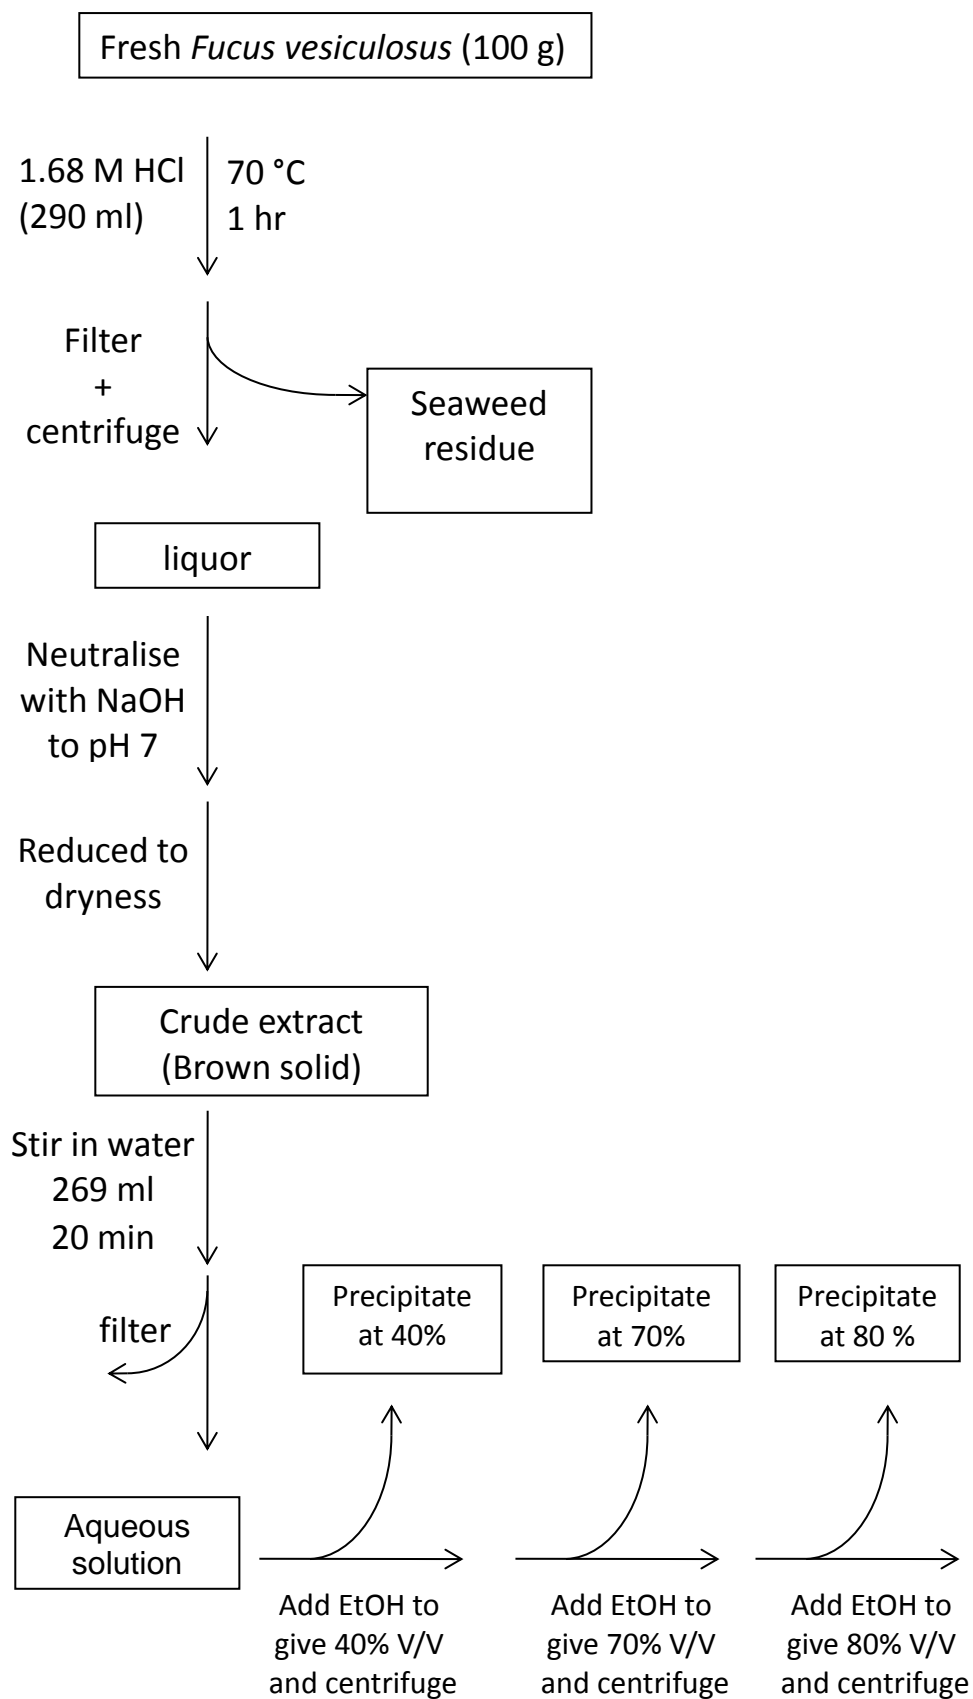 Fresh Fucus vesiculosus (100 g)
1.68 M HCl
(290 ml)
70 °C
1 hr
Filter
+
centrifuge
Seaweed
residue
liquor
Neutralise
with NaOH
to pH 7
Reduced to
dryness
Crude extract
(Brown solid)
Stir in water
269 ml
20 min
filter
Precipitate
at 40%
Precipitate
at 70%
Precipitate
at 80 %
Aqueous
solution
Add EtOH to
give 40% V/V
and centrifuge
Add EtOH to
give 70% V/V
and centrifuge
Add EtOH to
give 80% V/V
and centrifuge